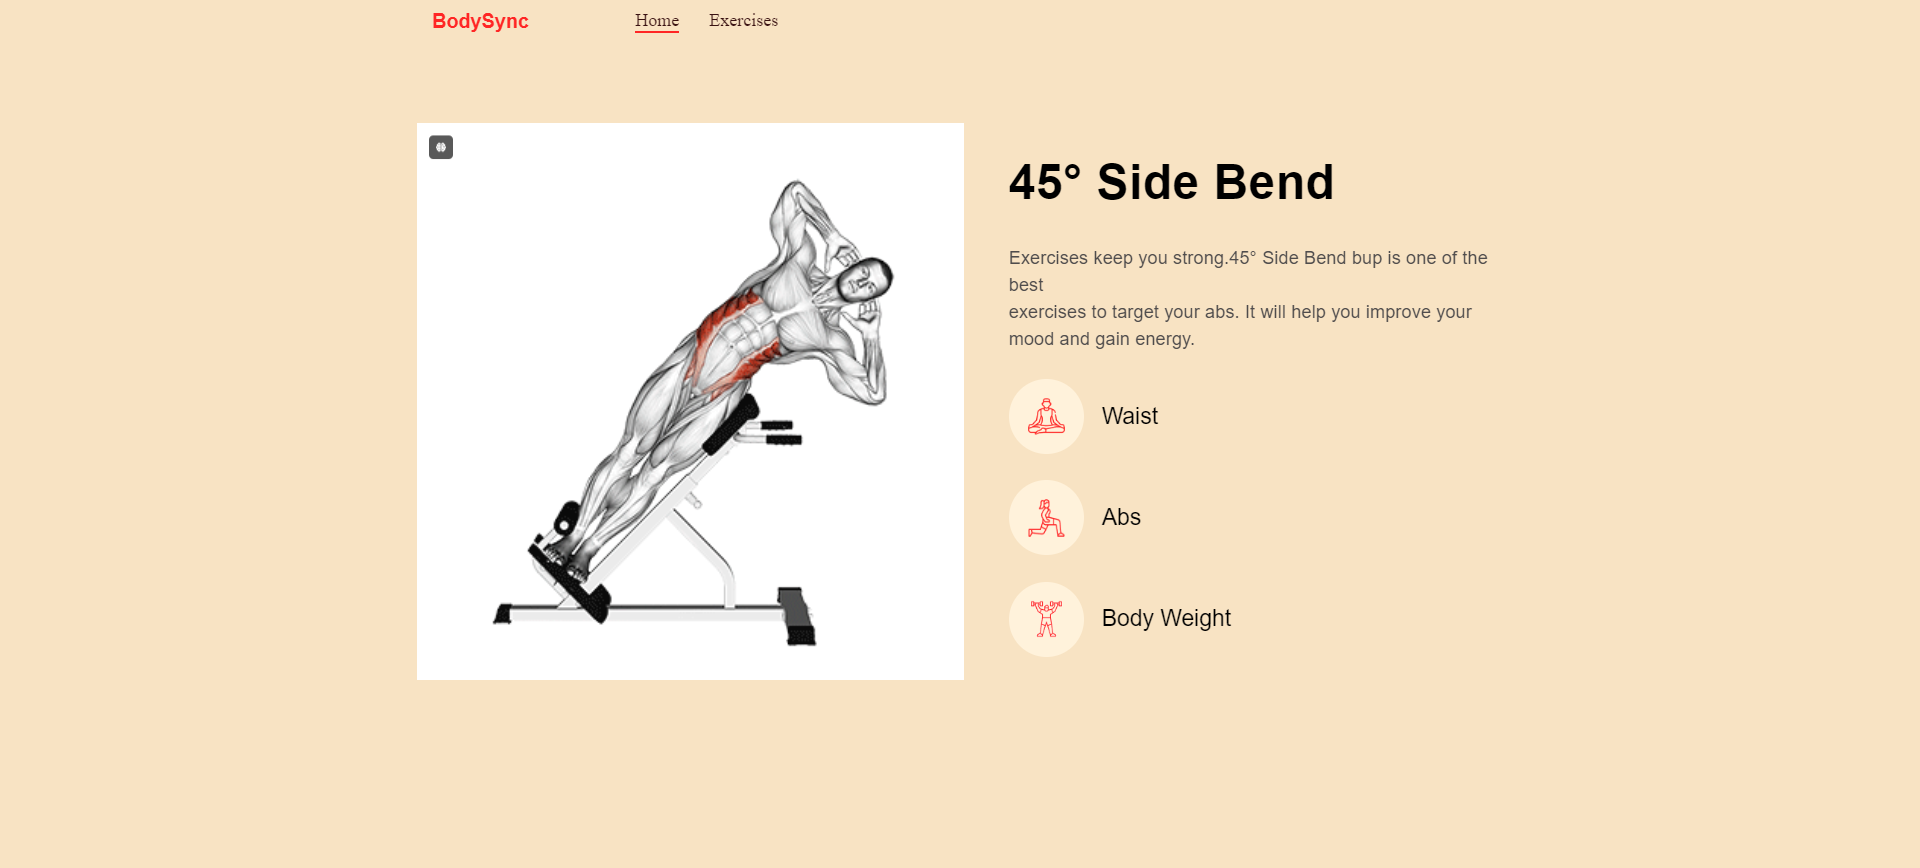 BodySync
Home
Exercises
45° Side Bend
Exercises keep you strong.45° Side Bend bup is one of the
best
exercises to target your abs. It will help you improve your
mood and gain energy.
Waist
Abs
Body Weight